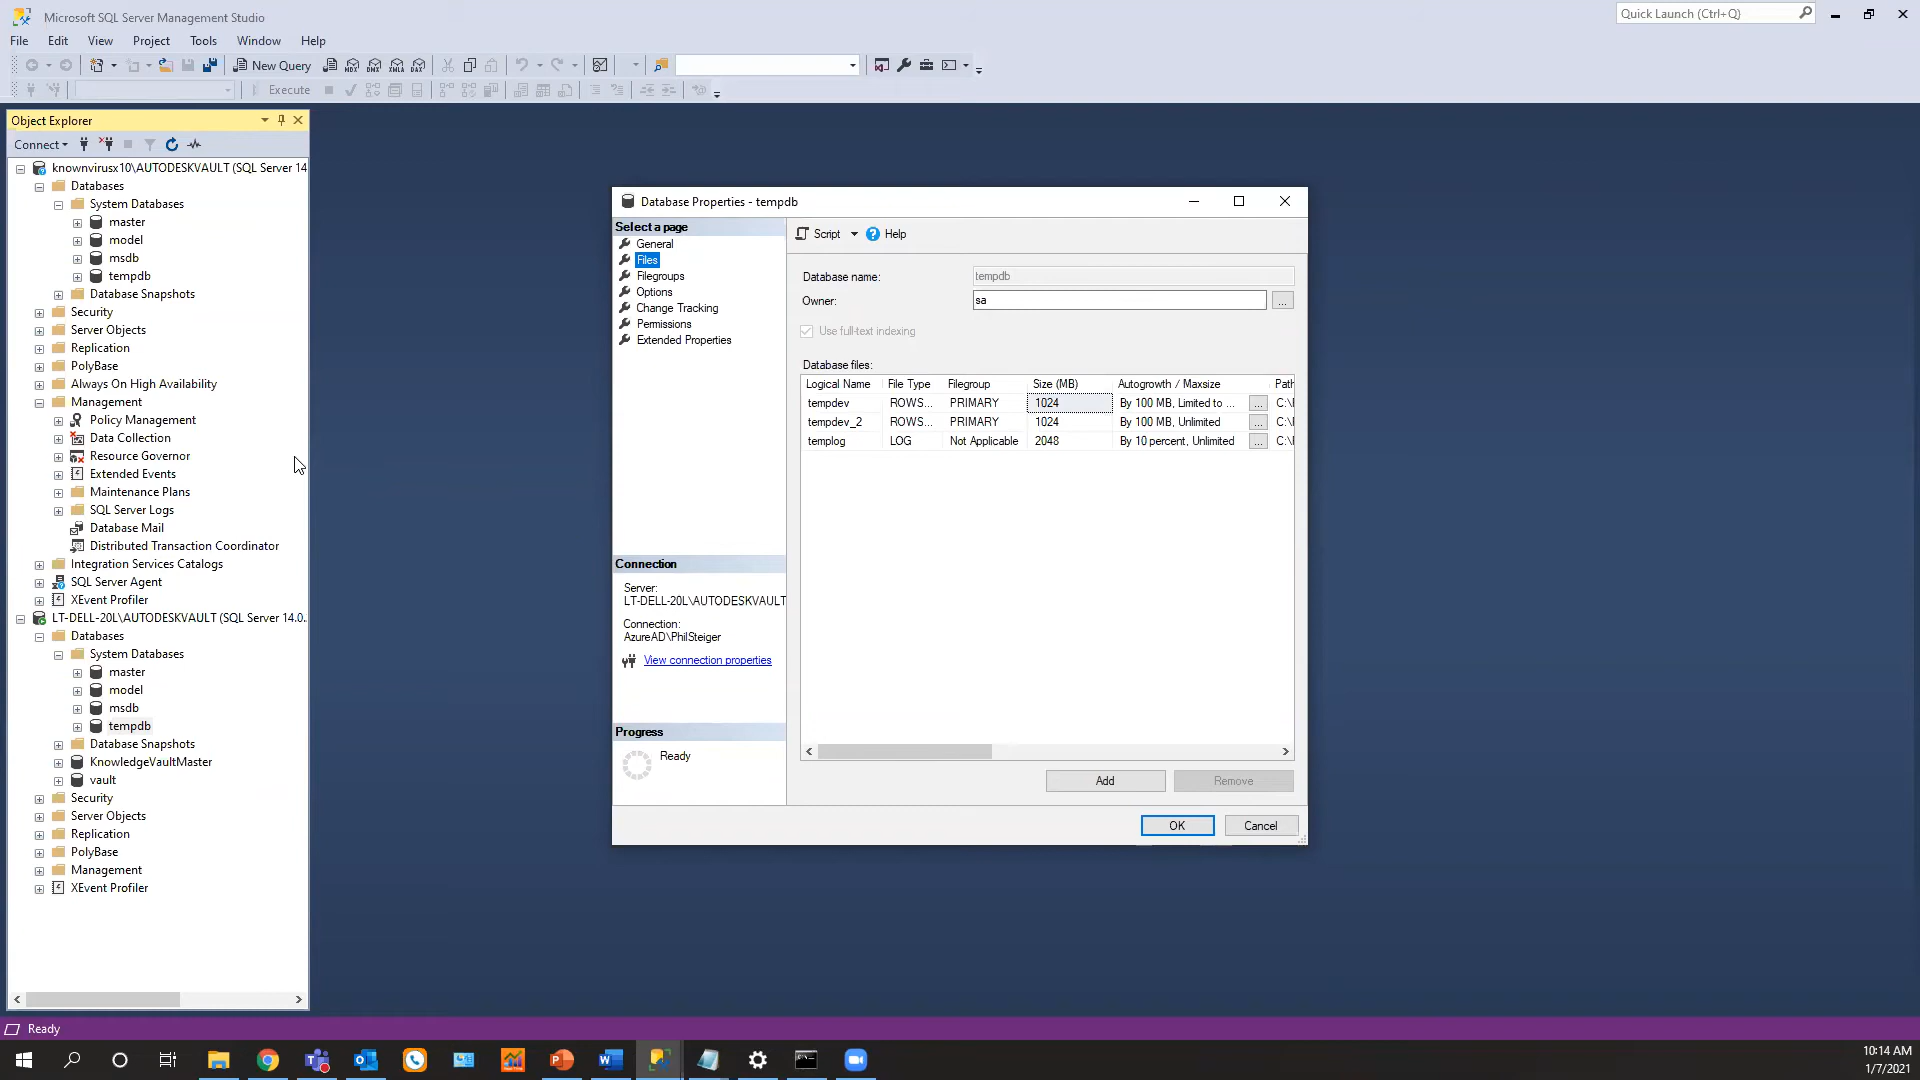 Microsoft SQL Server Management Studio
Quick Launch (Ctrl+Q)
File Edit View Project Tools Window Help
New Query
Execute
Object Explorer
Connect
knownvirusx10\AUTODESKVAULT (SQL Server 14
Databases
System Databases
master
model
msdb
tempdb
Database Snapshots
Security
Server Objects
Replication
PolyBase
Always On High Availability
Management
Policy Management
Data Collection
Resource Governor
Extended Events
Maintenance Plans
SQL Server Logs
Database Mail
Distributed Transaction Coordinator
Integration Services Catalogs
SQL Server Agent
XEvent Profiler
LT-DELL-20L\AUTODESKVAULT (SQL Server 14.0..
Databases
System Databases
master
model
msdb
tempdb
Database Snapshots
KnowledgeVaultMaster
vault
Security
Server Objects
Replication
PolyBase
Management
XEvent Profiler
Database Properties - tempdb
Select a page
General
Files
Filegroups
Options
Change Tracking
Permissions
Extended Properties
Connection
Server:
LT-DELL-20L\AUTODESKVAULT
Connection:
AzureAD\PhilSteiger
View connection properties
Progress
Ready
Script Help
Database name: tempdb
Owner: sa ...
Use full-text indexing
Database files:
Logical Name File Type Filegroup Size (MB) Autogrowth / Maxsize Path
tempdev ROWS... PRIMARY 1024 By 100 MB, Limited to ... ... C:\
tempdev_2 ROWS... PRIMARY 1024 By 100 MB, Unlimited ... C:\
templog LOG Not Applicable 2048 By 10 percent, Unlimited ... C:\
Add Remove
OK Cancel
Ready
10:14 AM
1/7/2021